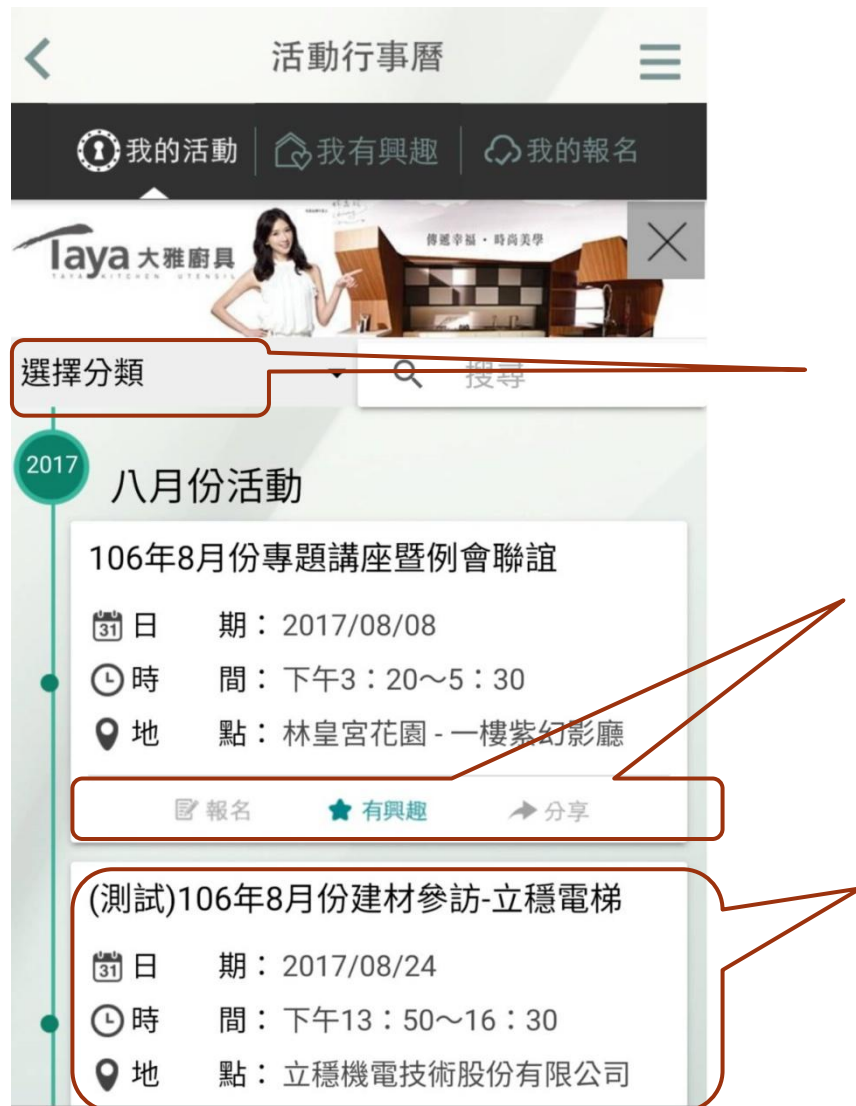 活動行事曆
我的活動 我有興趣 我的報名
Taya 大雅廚具
TAYA KITCHEN UTENSIL
傳遞幸福・時尚美學
選擇分類 搜尋
2017
八月份活動
106年8月份專題講座暨例會聯誼
31 日 期：2017/08/08
時 間：下午3：20～5：30
地 點：林皇宮花園 - 一樓紫幻影廳
報名 有興趣 分享
(測試)106年8月份建材參訪-立穩電梯
31 日 期：2017/08/24
時 間：下午13：50～16：30
地 點：立穩機電技術股份有限公司